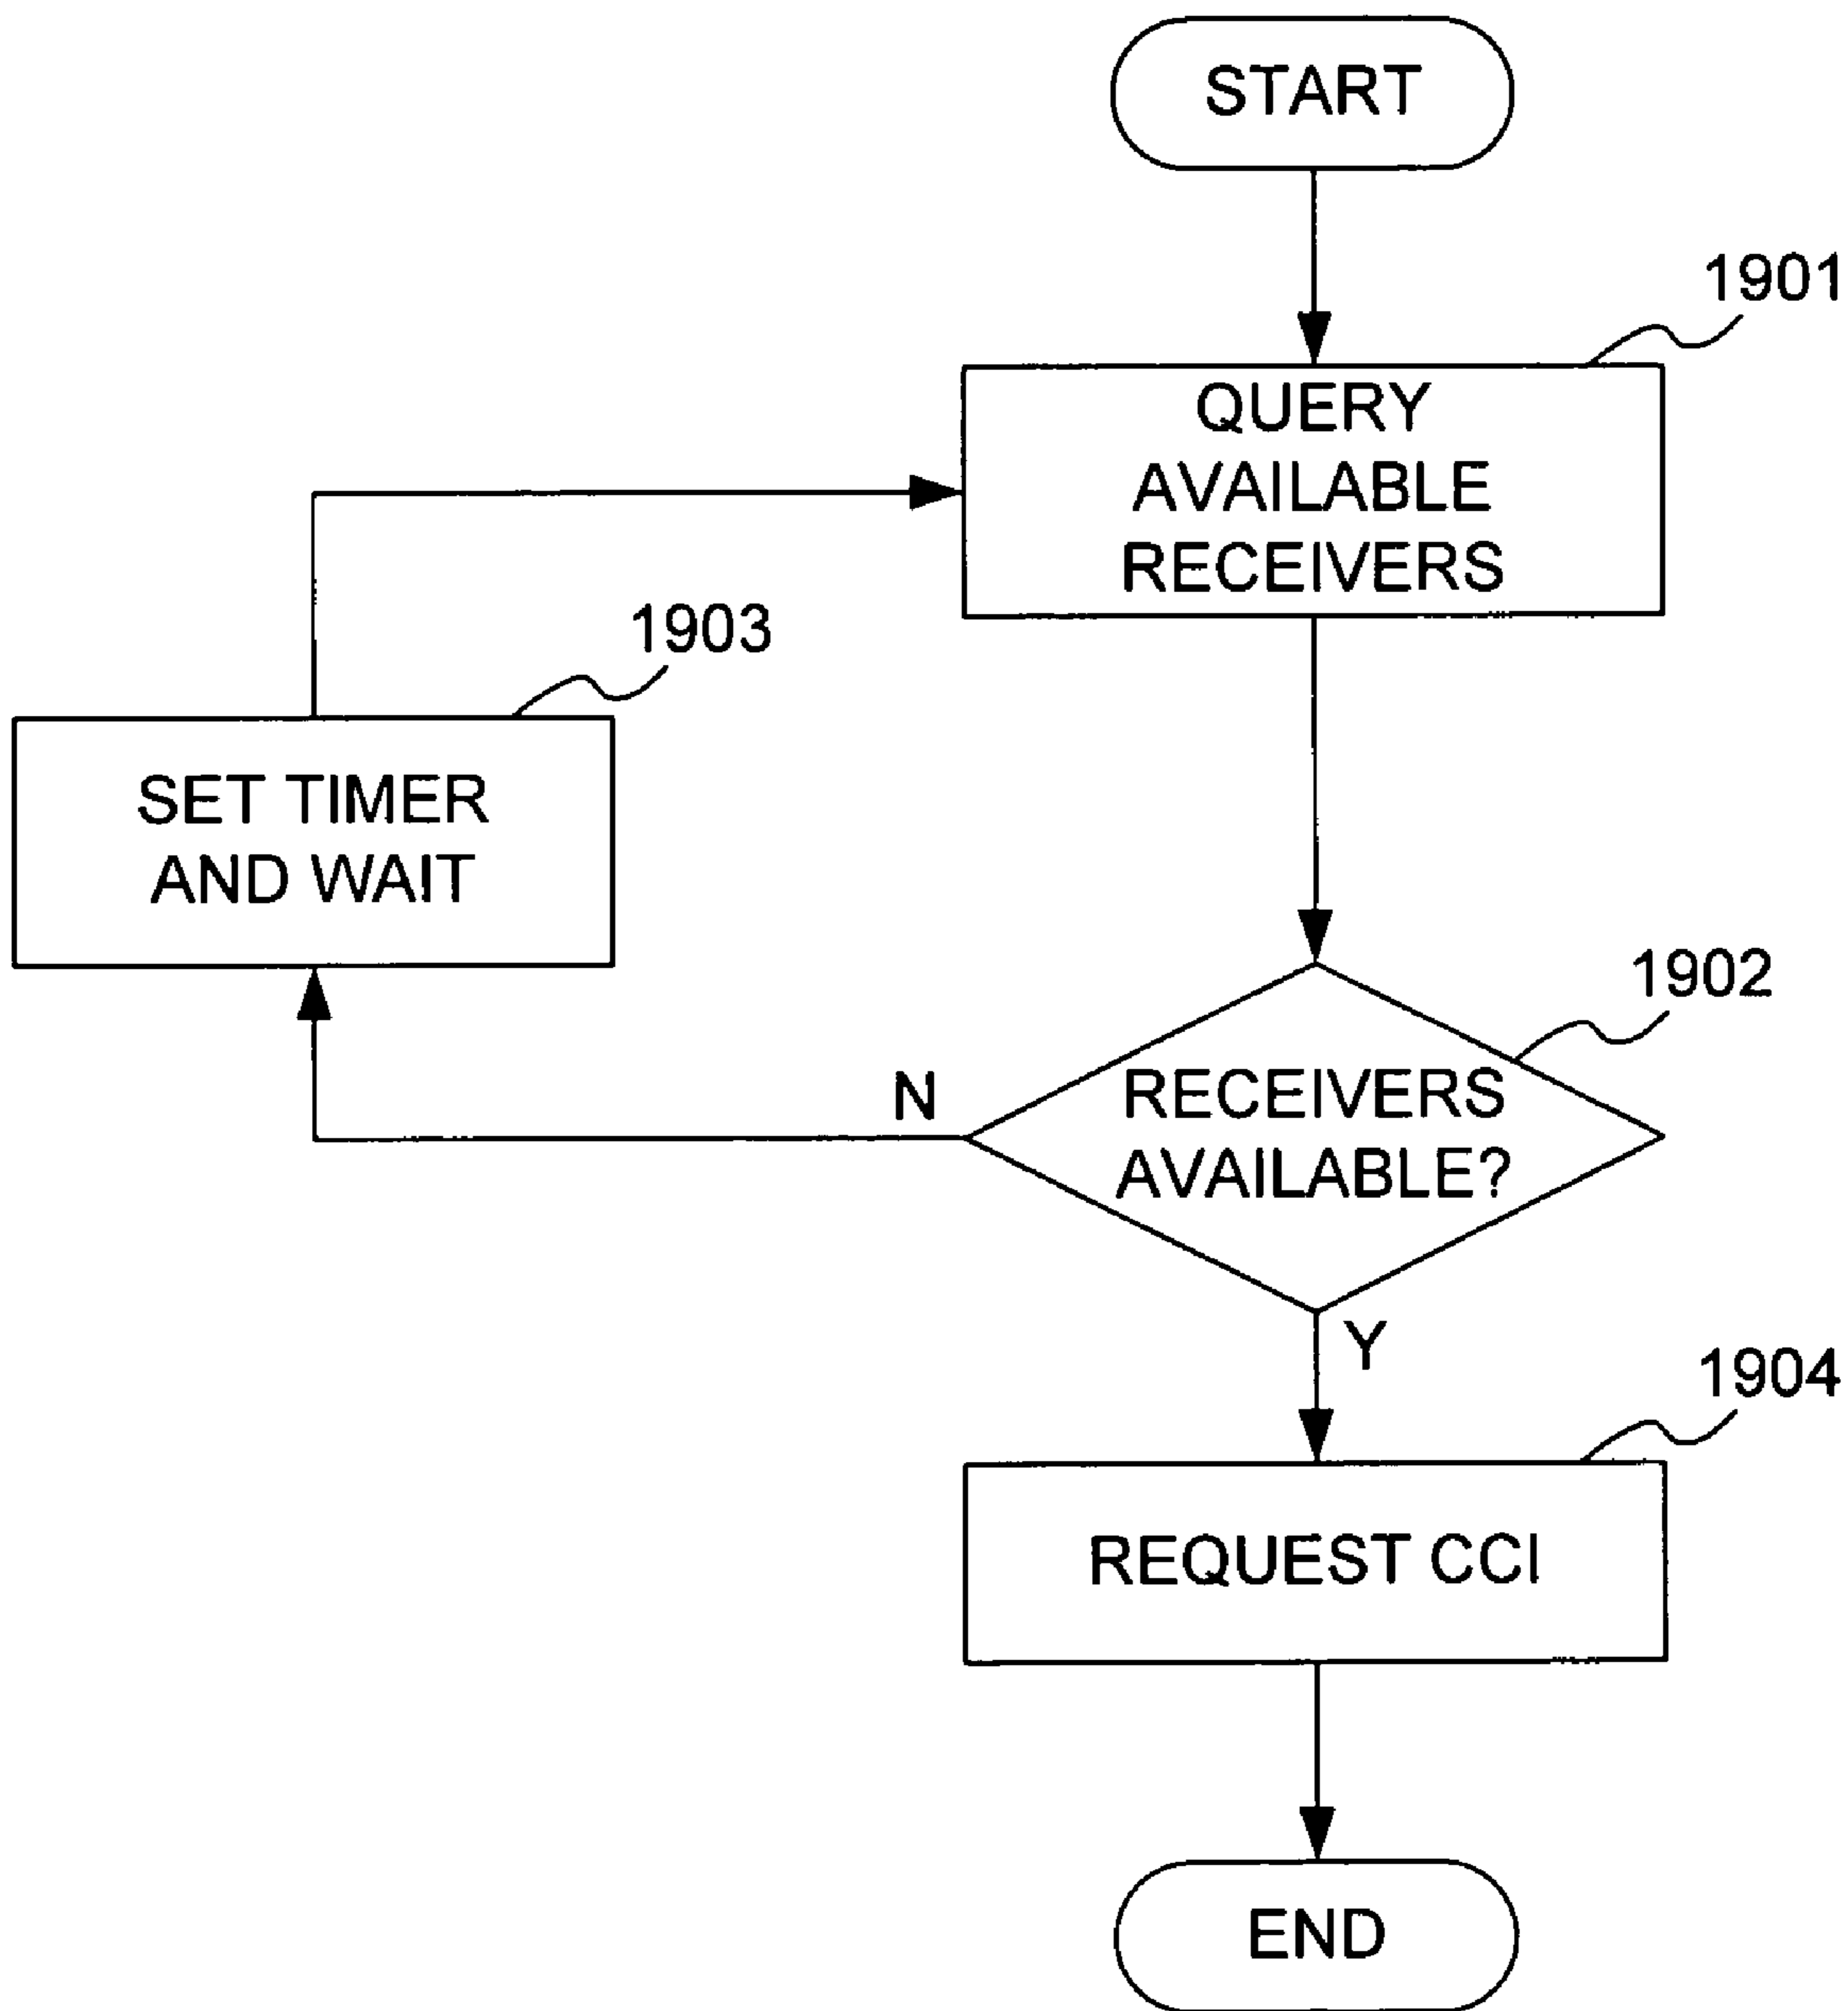 START
1901
QUERY
AVAILABLE
RECEIVERS
1903
SET TIMER
AND WAIT
1902
N
RECEIVERS
AVAILABLE?
Y
1904
REQUEST CCI
END